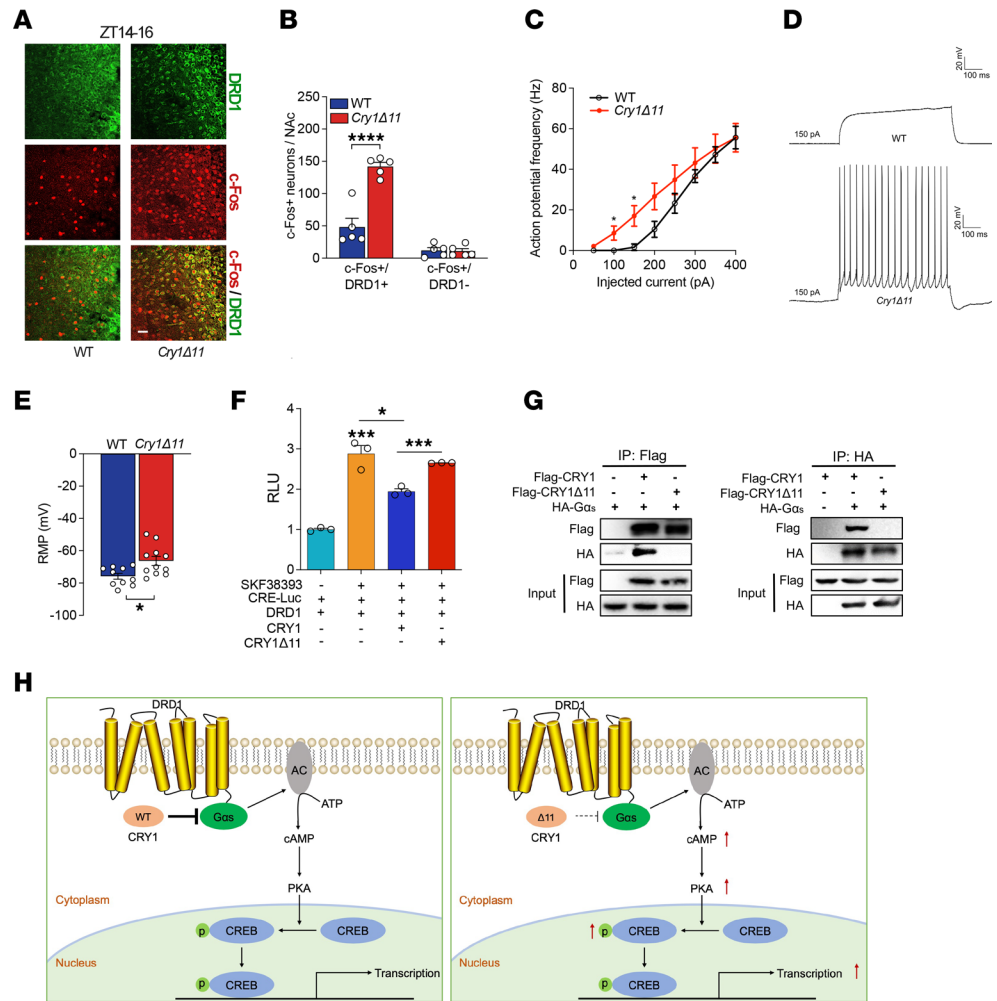 A
ZT14-16
DRD1
c-Fos
c-Fos/DRD1
WT
Cry1Δ11
B
c-Fos+ neurons / NAc
250
200
150
100
50
0
WT
Cry1Δ11
****
c-Fos+/
DRD1+
c-Fos+/
DRD1-
C
Action potential frequency (Hz)
80
60
40
20
0
WT
Cry1Δ11
*
*
0 100 200 300 400
Injected current (pA)
D
20 mV
100 ms
150 pA
WT
20 mV
100 ms
150 pA
Cry1Δ11
E
WT Cry1Δ11
RMP (mV)
0
-20
-40
-60
-80
-100
*
F
RLU
4
3
2
1
0
*
***
***
SKF38393 - + + +
CRE-Luc + + + +
DRD1 + + + +
CRY1 - - + -
CRY1Δ11 - - - +
G
IP: Flag
Flag-CRY1 - + -
Flag-CRY1Δ11 - - +
HA-Gαs + + +
Flag
HA
Input
Flag
HA
IP: HA
Flag-CRY1 + + -
Flag-CRY1Δ11 - - +
HA-Gαs - + +
Flag
HA
Input
Flag
HA
H
DRD1
AC
WT
CRY1
Gαs
ATP
cAMP
PKA
Cytoplasm
p CREB
CREB
Nucleus
p CREB
Transcription
DRD1
AC
Δ11
CRY1
Gαs
ATP
cAMP
PKA
Cytoplasm
p CREB
CREB
Nucleus
p CREB
Transcription